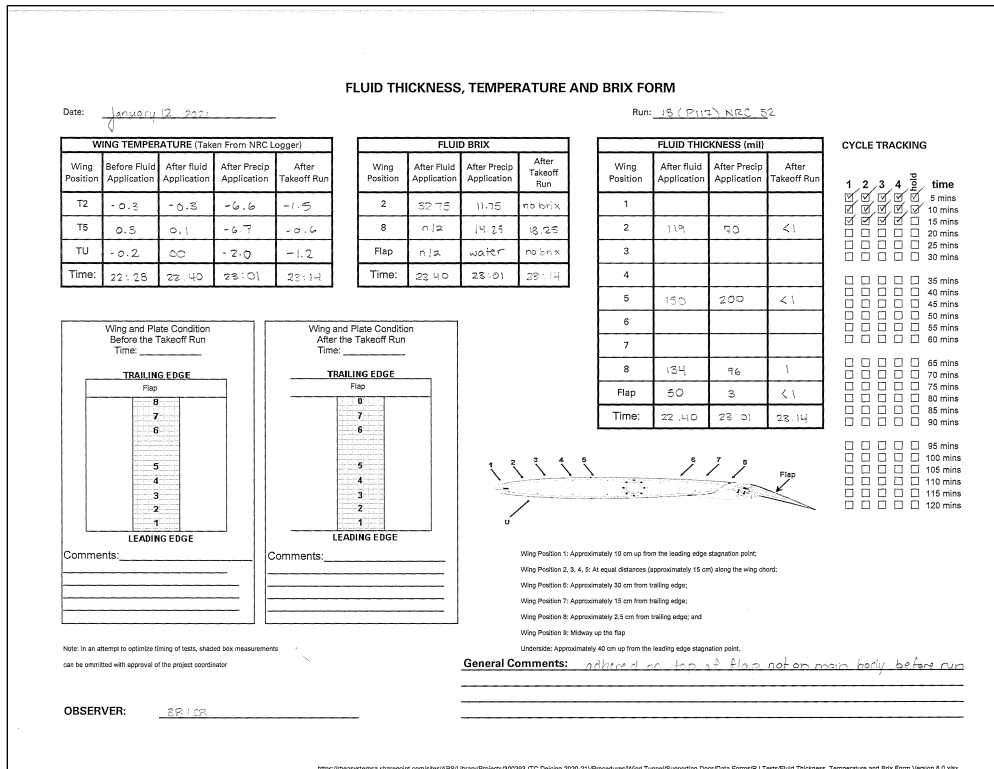 FLUID THICKNESS, TEMPERATURE AND BRIX FORM
Date: January 12, 2021
Run: 18 (P117) NRC 52
WING TEMPERATURE (Taken From NRC Logger)
Wing Position | Before Fluid Application | After fluid Application | After Precip Application | After Takeoff Run
T2 | -0.3 | -0.3 | -6.6 | -1.5
T5 | 0.5 | 0.1 | -6.7 | -0.6
TU | -0.2 | 00 | -2.0 | -1.2
Time: | 22:28 | 22:40 | 23:01 | 23:14
FLUID BRIX
Wing Position | After Fluid Application | After Precip Application | After Takeoff Run
2 | 32.75 | 11.75 | no brix
8 | n/a | 14.25 | 18.25
Flap | n/a | water | no brix
Time: | 22:40 | 23:01 | 23:14
FLUID THICKNESS (mil)
Wing Position | After fluid Application | After Precip Application | After Takeoff Run
1
2 | 119 | 70 | <1
3
4
5 | 150 | 200 | <1
6
7
8 | 134 | 96 | 1
Flap | 50 | 3 | <1
Time: | 22:40 | 23:01 | 23:14
CYCLE TRACKING
1 2 3 4 hold time
5 mins
10 mins
15 mins
20 mins
25 mins
30 mins
35 mins
40 mins
45 mins
50 mins
55 mins
60 mins
65 mins
70 mins
75 mins
80 mins
85 mins
90 mins
95 mins
100 mins
105 mins
110 mins
115 mins
120 mins
Wing and Plate Condition
Before the Takeoff Run
Time:
TRAILING EDGE
Flap
8
7
6
5
4
3
2
1
LEADING EDGE
Comments:
Wing and Plate Condition
After the Takeoff Run
Time:
TRAILING EDGE
Flap
8
7
6
5
4
3
2
1
LEADING EDGE
Comments:
1 2 3 4 5 6 7 8 Flap
U
Wing Position 1: Approximately 10 cm up from the leading edge stagnation point;
Wing Position 2, 3, 4, 5: At equal distances (approximately 15 cm) along the wing chord;
Wing Position 6: Approximately 30 cm from trailing edge;
Wing Position 7: Approximately 15 cm from trailing edge;
Wing Position 8: Approximately 2.5 cm from trailing edge; and
Wing Position 9: Midway up the flap
Underside: Approximately 40 cm up from the leading edge stagnation point.
Note: In an attempt to optimize timing of tests, shaded box measurements
can be ommitted with approval of the project coordinator
General Comments: adhered on top of flap not on main body before run
OBSERVER: